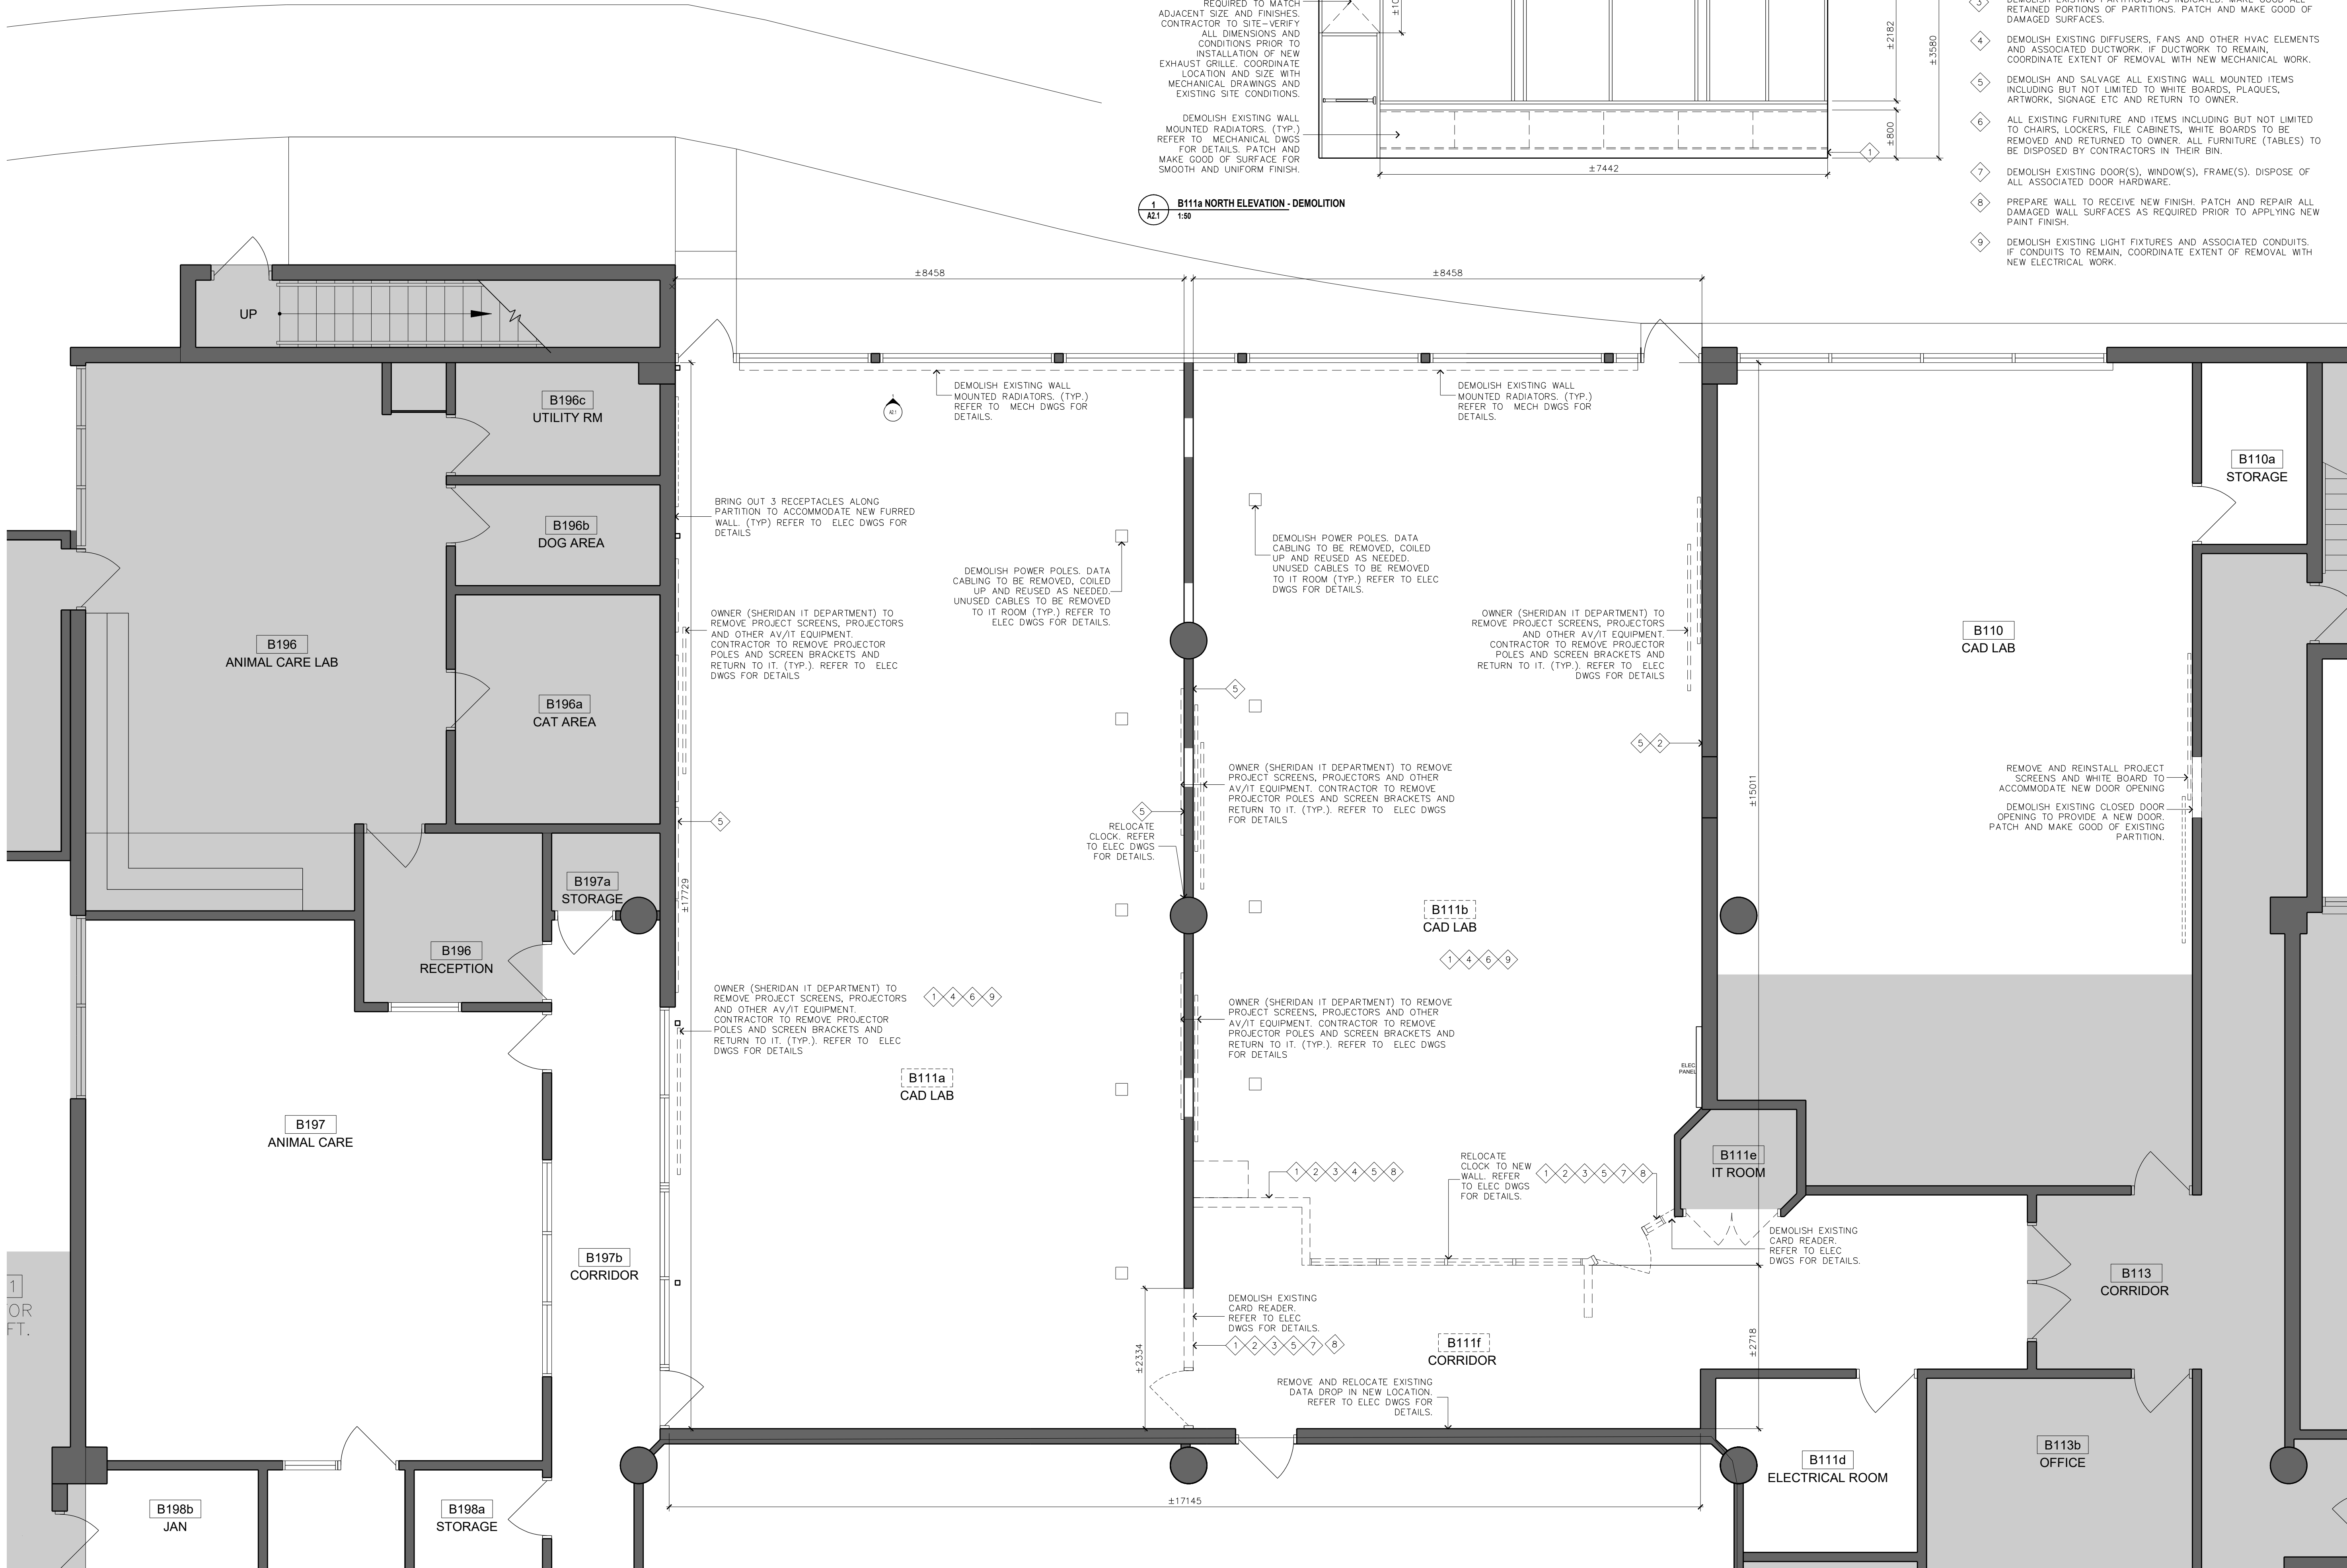 REQUIRED TO MATCH
ADJACENT SIZE AND FINISHES.
CONTRACTOR TO SITE-VERIFY
ALL DIMENSIONS AND
CONDITIONS PRIOR TO
INSTALLATION OF NEW
EXHAUST GRILLE. COORDINATE
LOCATION AND SIZE WITH
MECHANICAL DRAWINGS AND
EXISTING SITE CONDITIONS.
DEMOLISH EXISTING WALL
MOUNTED RADIATORS. (TYP.)
REFER TO MECHANICAL DWGS
FOR DETAILS. PATCH AND
MAKE GOOD OF SURFACE FOR
SMOOTH AND UNIFORM FINISH.
±2182
±3580
±800
±7442
1
1
A2.1
B111a NORTH ELEVATION - DEMOLITION
1:50
3
DEMOLISH EXISTING PARTITIONS AS INDICATED. MAKE GOOD ALL
RETAINED PORTIONS OF PARTITIONS. PATCH AND MAKE GOOD OF
DAMAGED SURFACES.
4
DEMOLISH EXISTING DIFFUSERS, FANS AND OTHER HVAC ELEMENTS
AND ASSOCIATED DUCTWORK. IF DUCTWORK TO REMAIN,
COORDINATE EXTENT OF REMOVAL WITH NEW MECHANICAL WORK.
5
DEMOLISH AND SALVAGE ALL EXISTING WALL MOUNTED ITEMS
INCLUDING BUT NOT LIMITED TO WHITE BOARDS, PLAQUES,
ARTWORK, SIGNAGE ETC AND RETURN TO OWNER.
6
ALL EXISTING FURNITURE AND ITEMS INCLUDING BUT NOT LIMITED
TO CHAIRS, LOCKERS, FILE CABINETS, WHITE BOARDS TO BE
REMOVED AND RETURNED TO OWNER. ALL FURNITURE (TABLES) TO
BE DISPOSED BY CONTRACTORS IN THEIR BIN.
7
DEMOLISH EXISTING DOOR(S), WINDOW(S), FRAME(S). DISPOSE OF
ALL ASSOCIATED DOOR HARDWARE.
8
PREPARE WALL TO RECEIVE NEW FINISH. PATCH AND REPAIR ALL
DAMAGED WALL SURFACES AS REQUIRED PRIOR TO APPLYING NEW
PAINT FINISH.
9
DEMOLISH EXISTING LIGHT FIXTURES AND ASSOCIATED CONDUITS.
IF CONDUITS TO REMAIN, COORDINATE EXTENT OF REMOVAL WITH
NEW ELECTRICAL WORK.
±8458
±8458
UP
B196c
UTILITY RM
DEMOLISH EXISTING WALL
MOUNTED RADIATORS. (TYP.)
REFER TO MECH DWGS FOR
DETAILS.
1
A2.1
DEMOLISH EXISTING WALL
MOUNTED RADIATORS. (TYP.)
REFER TO MECH DWGS FOR
DETAILS.
B110a
STORAGE
BRING OUT 3 RECEPTACLES ALONG
PARTITION TO ACCOMMODATE NEW FURRED
WALL. (TYP) REFER TO ELEC DWGS FOR
DETAILS
B196b
DOG AREA
DEMOLISH POWER POLES. DATA
CABLING TO BE REMOVED, COILED
UP AND REUSED AS NEEDED.
UNUSED CABLES TO BE REMOVED
TO IT ROOM (TYP.) REFER TO
ELEC DWGS FOR DETAILS.
DEMOLISH POWER POLES. DATA
CABLING TO BE REMOVED, COILED
UP AND REUSED AS NEEDED.
UNUSED CABLES TO BE REMOVED
TO IT ROOM (TYP.) REFER TO ELEC
DWGS FOR DETAILS.
B196
ANIMAL CARE LAB
OWNER (SHERIDAN IT DEPARTMENT) TO
REMOVE PROJECT SCREENS, PROJECTORS
AND OTHER AV/IT EQUIPMENT.
CONTRACTOR TO REMOVE PROJECTOR
POLES AND SCREEN BRACKETS AND
RETURN TO IT. (TYP.). REFER TO ELEC
DWGS FOR DETAILS
OWNER (SHERIDAN IT DEPARTMENT) TO
REMOVE PROJECT SCREENS, PROJECTORS
AND OTHER AV/IT EQUIPMENT.
CONTRACTOR TO REMOVE PROJECTOR
POLES AND SCREEN BRACKETS AND
RETURN TO IT. (TYP.). REFER TO ELEC
DWGS FOR DETAILS
B110
CAD LAB
B196a
CAT AREA
5
5 2
OWNER (SHERIDAN IT DEPARTMENT) TO REMOVE
PROJECT SCREENS, PROJECTORS AND OTHER
AV/IT EQUIPMENT. CONTRACTOR TO REMOVE
PROJECTOR POLES AND SCREEN BRACKETS AND
RETURN TO IT. (TYP.). REFER TO ELEC DWGS
FOR DETAILS
±15011
REMOVE AND REINSTALL PROJECT
SCREENS AND WHITE BOARD TO
ACCOMMODATE NEW DOOR OPENING
DEMOLISH EXISTING CLOSED DOOR
OPENING TO PROVIDE A NEW DOOR.
PATCH AND MAKE GOOD OF EXISTING
PARTITION.
5
5
RELOCATE
CLOCK. REFER
TO ELEC DWGS
FOR DETAILS.
B197a
STORAGE
±17729
B111b
CAD LAB
1 4 6 9
B196
RECEPTION
OWNER (SHERIDAN IT DEPARTMENT) TO
REMOVE PROJECT SCREENS, PROJECTORS
AND OTHER AV/IT EQUIPMENT.
CONTRACTOR TO REMOVE PROJECTOR
POLES AND SCREEN BRACKETS AND
RETURN TO IT. (TYP.). REFER TO ELEC
DWGS FOR DETAILS
1 4 6 9
OWNER (SHERIDAN IT DEPARTMENT) TO REMOVE
PROJECT SCREENS, PROJECTORS AND OTHER
AV/IT EQUIPMENT. CONTRACTOR TO REMOVE
PROJECTOR POLES AND SCREEN BRACKETS AND
RETURN TO IT. (TYP.). REFER TO ELEC DWGS
FOR DETAILS
ELEC.
PANEL
B111a
CAD LAB
B197
ANIMAL CARE
1 2 3 4 5 8
RELOCATE
CLOCK TO NEW
WALL. REFER
TO ELEC DWGS
FOR DETAILS.
1 2 3 5 7 8
B111e
IT ROOM
DEMOLISH EXISTING
CARD READER.
REFER TO ELEC
DWGS FOR DETAILS.
B197b
CORRIDOR
B113
CORRIDOR
1
OR
FT.
DEMOLISH EXISTING
CARD READER.
REFER TO ELEC
DWGS FOR DETAILS.
1 2 3 5 7 8
±2334
B111f
CORRIDOR
±2718
REMOVE AND RELOCATE EXISTING
DATA DROP IN NEW LOCATION.
REFER TO ELEC DWGS FOR
DETAILS.
B111d
ELECTRICAL ROOM
B113b
OFFICE
±17145
B198b
JAN
B198a
STORAGE